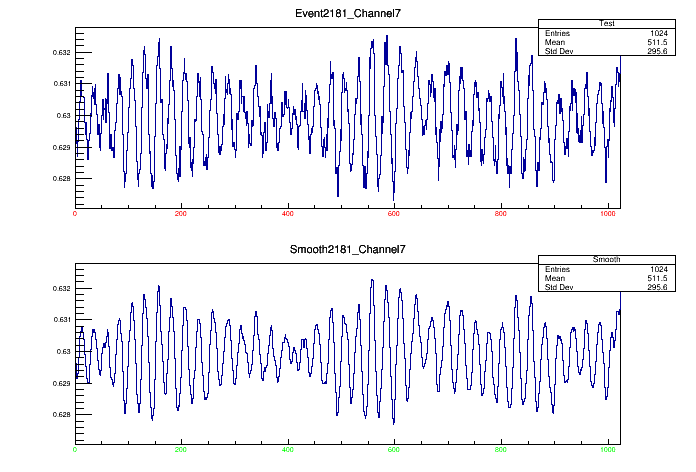 Event2181_Channel7
Test
Entries 1024
Mean 511.5
Std Dev 295.6
0.632
0.631
0.63
0.629
0.628
0 200 400 600 800 1000
Smooth2181_Channel7
Smooth
Entries 1024
Mean 511.5
Std Dev 295.6
0.632
0.631
0.63
0.629
0.628
0 200 400 600 800 1000